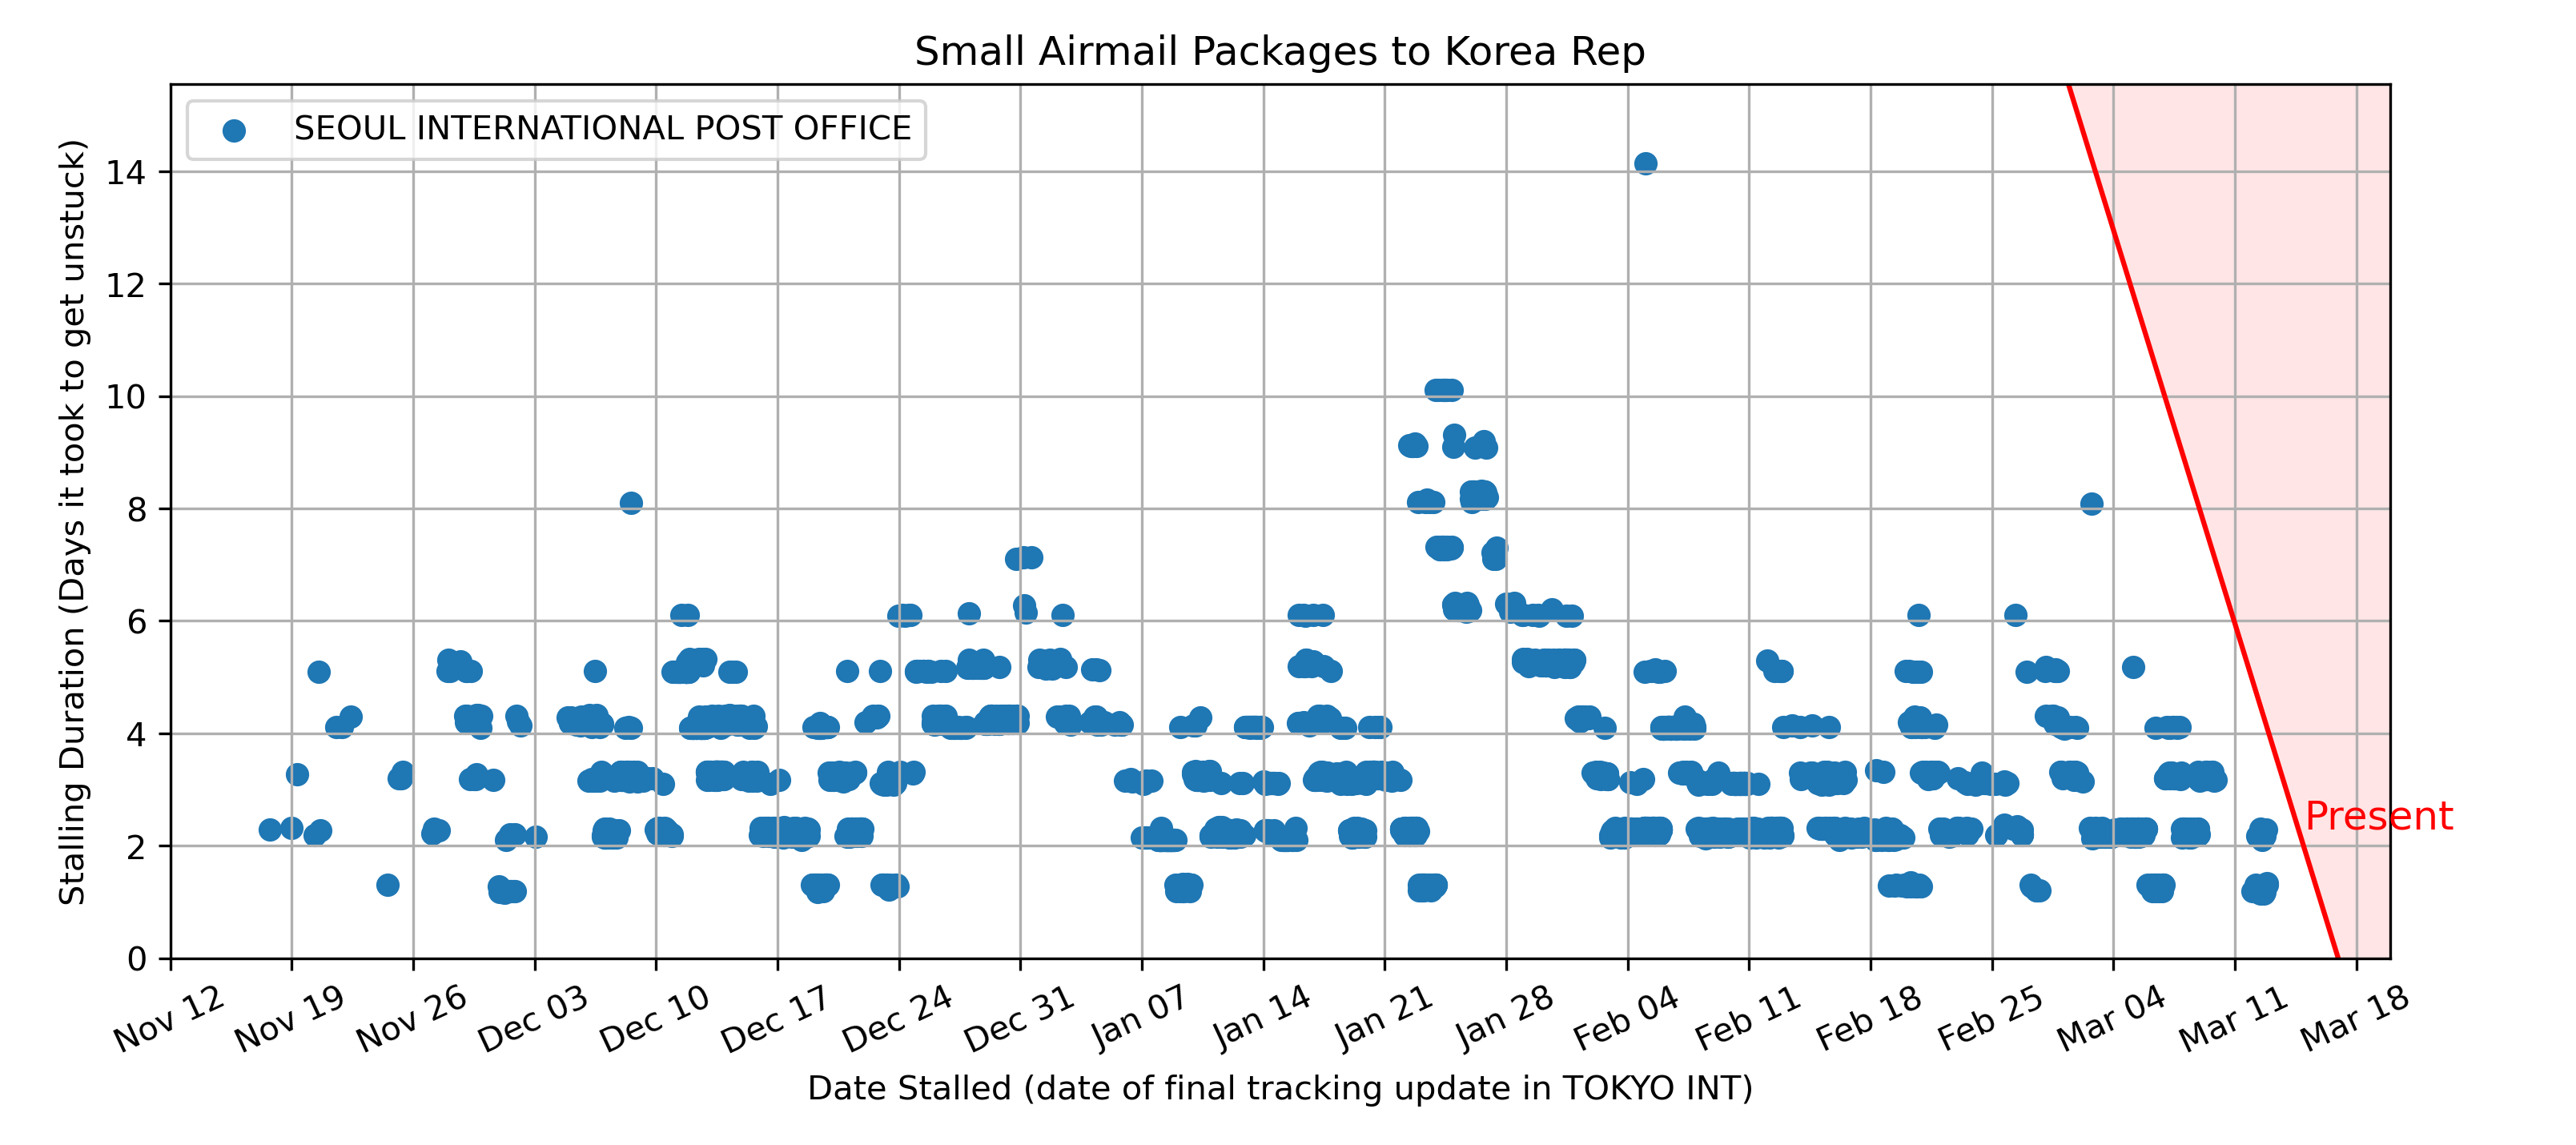 Small Airmail Packages to Korea Rep
SEOUL INTERNATIONAL POST OFFICE
Stalling Duration (Days it took to get unstuck)
14
12
10
8
6
4
2
0
Present
Nov 12
Nov 19
Nov 26
Dec 03
Dec 10
Dec 17
Dec 24
Dec 31
Jan 07
Jan 14
Jan 21
Jan 28
Feb 04
Feb 11
Feb 18
Feb 25
Mar 04
Mar 11
Mar 18
Date Stalled (date of final tracking update in TOKYO INT)